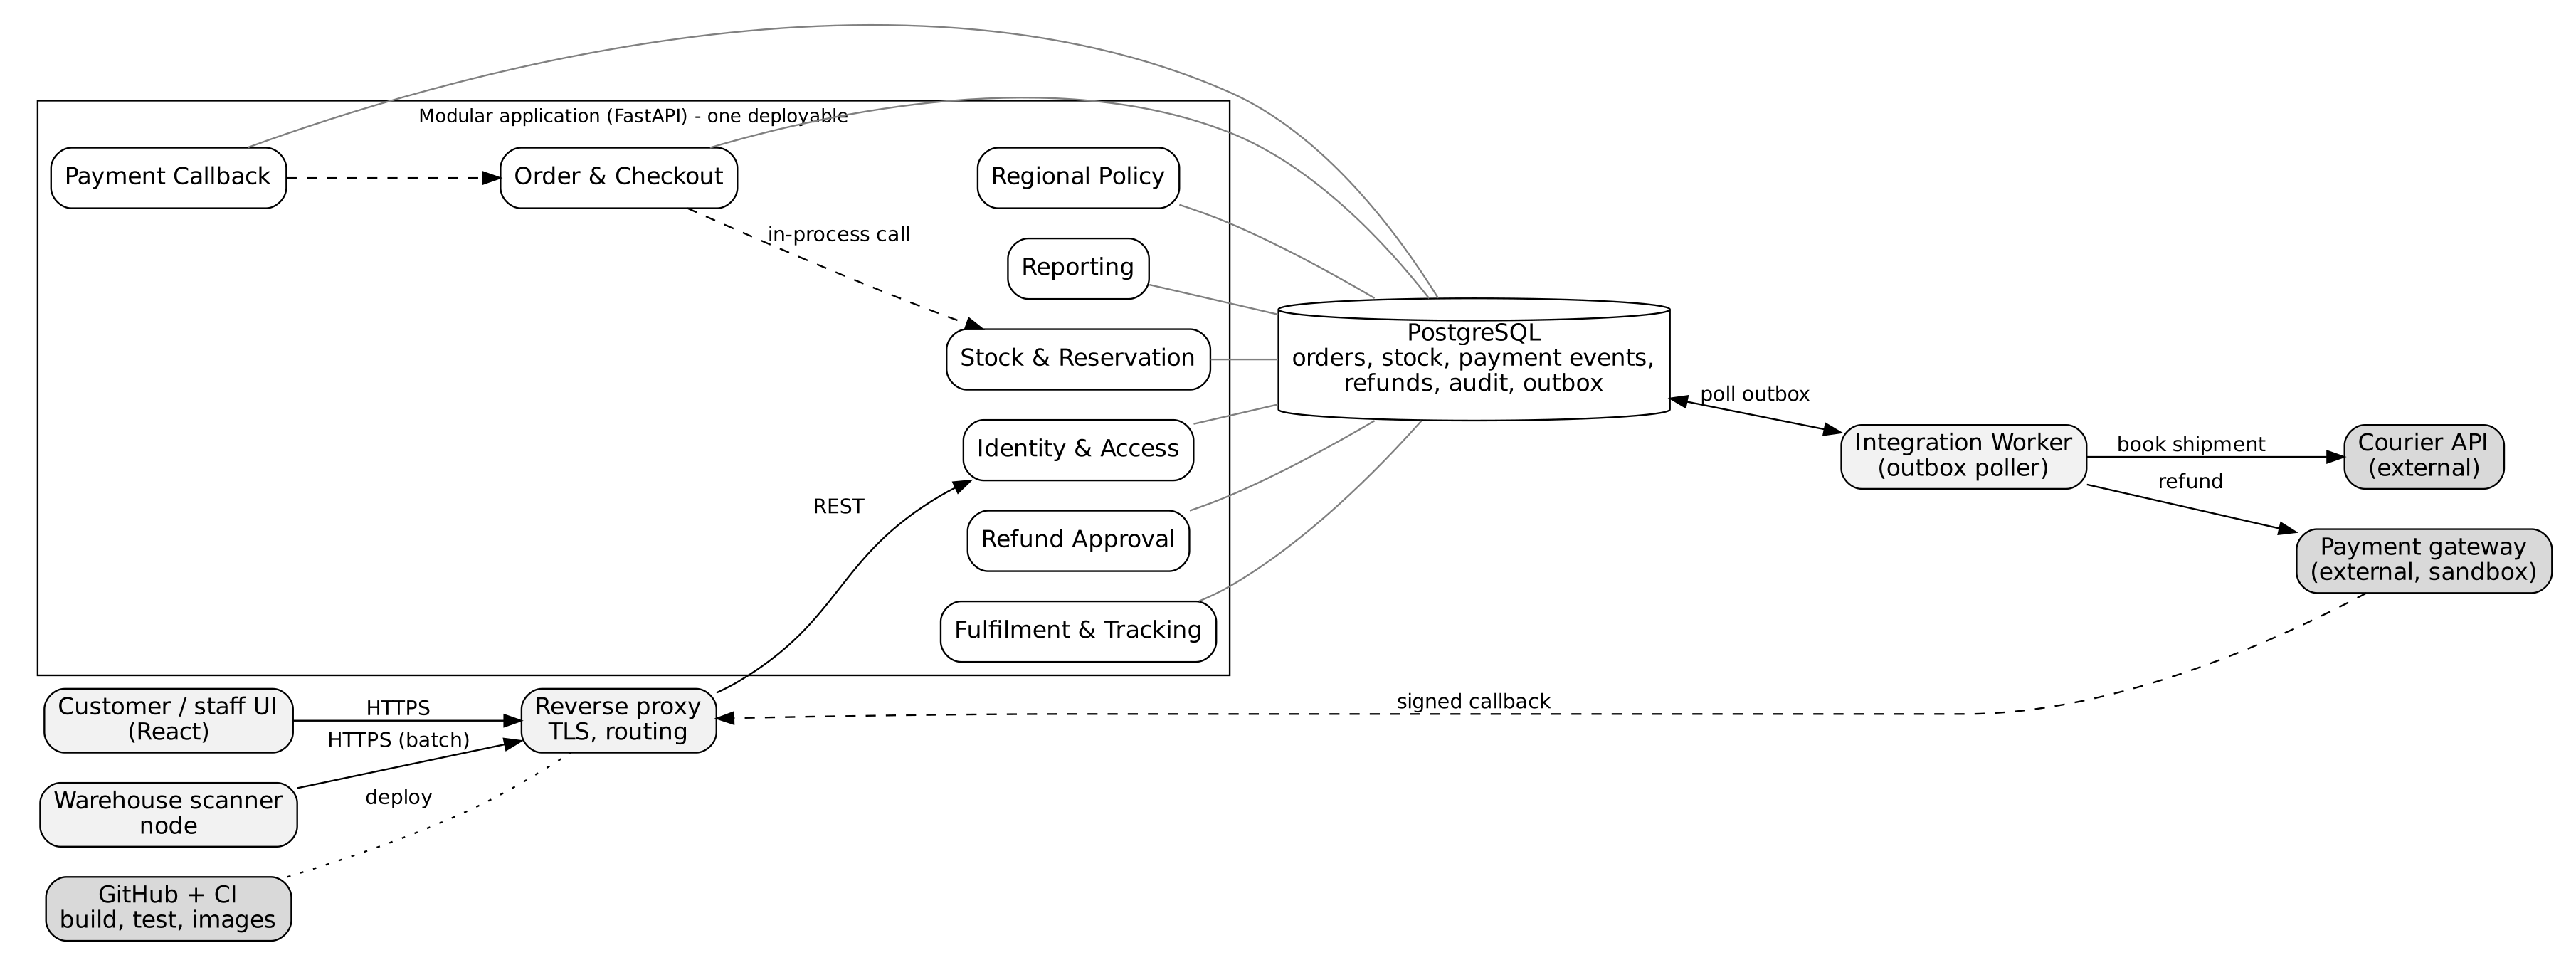 Modular application (FastAPI) - one deployable
Payment Callback
Order & Checkout
Regional Policy
in-process call
Reporting
Stock & Reservation
PostgreSQL
orders, stock, payment events,
refunds, audit, outbox
poll outbox
Identity & Access
Integration Worker
(outbox poller)
book shipment
Courier API
(external)
refund
REST
Refund Approval
Payment gateway
(external, sandbox)
Fulfilment & Tracking
Customer / staff UI
(React)
HTTPS
Reverse proxy
TLS, routing
signed callback
HTTPS (batch)
Warehouse scanner
node
deploy
GitHub + CI
build, test, images